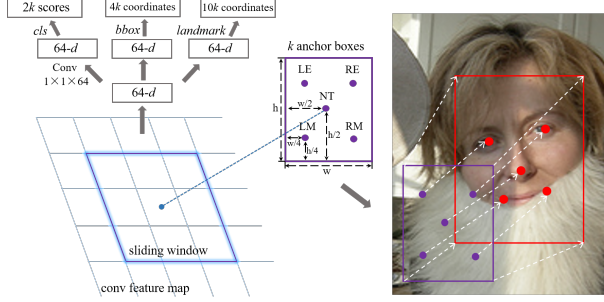 2k scores
4k coordinates
10k coordinates
cls
bbox
landmark
64-d
64-d
64-d
Conv
1×1×64
64-d
k anchor boxes
LE
RE
NT
w/2
h
h/2
LM
RM
w/4
h/4
w
sliding window
conv feature map